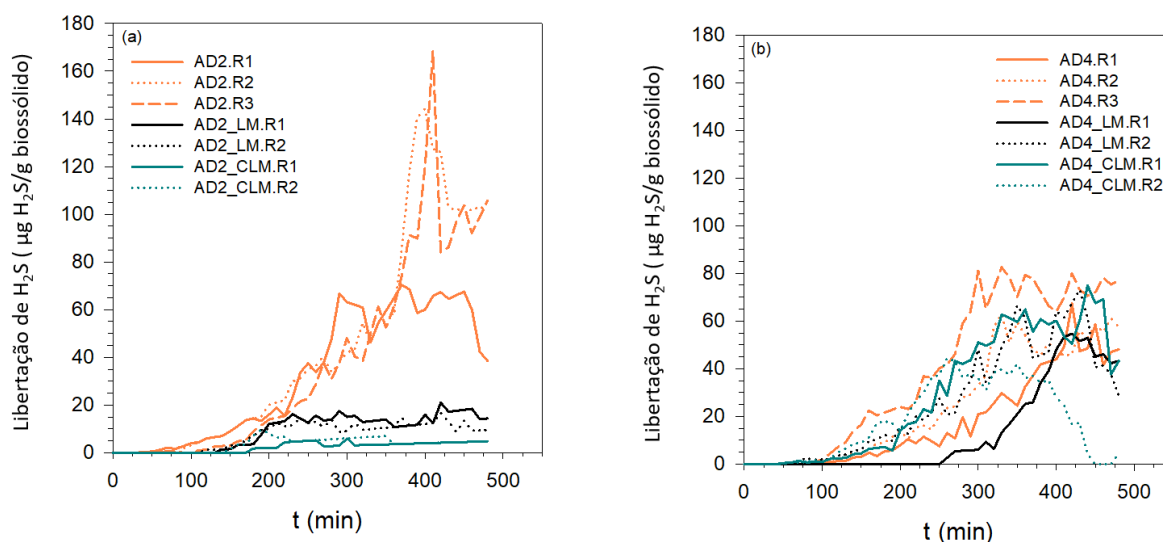 Libertação de H₂S ( µg H₂S/g biossólido)
180
160
140
120
100
80
60
40
20
0
(a)
AD2.R1
AD2.R2
AD2.R3
AD2_LM.R1
AD2_LM.R2
AD2_CLM.R1
AD2_CLM.R2
0
100
200
300
400
500
t (min)
Libertação de H₂S ( µg H₂S/g biossólido)
180
160
140
120
100
80
60
40
20
0
(b)
AD4.R1
AD4.R2
AD4.R3
AD4_LM.R1
AD4_LM.R2
AD4_CLM.R1
AD4_CLM.R2
0
100
200
300
400
500
t (min)